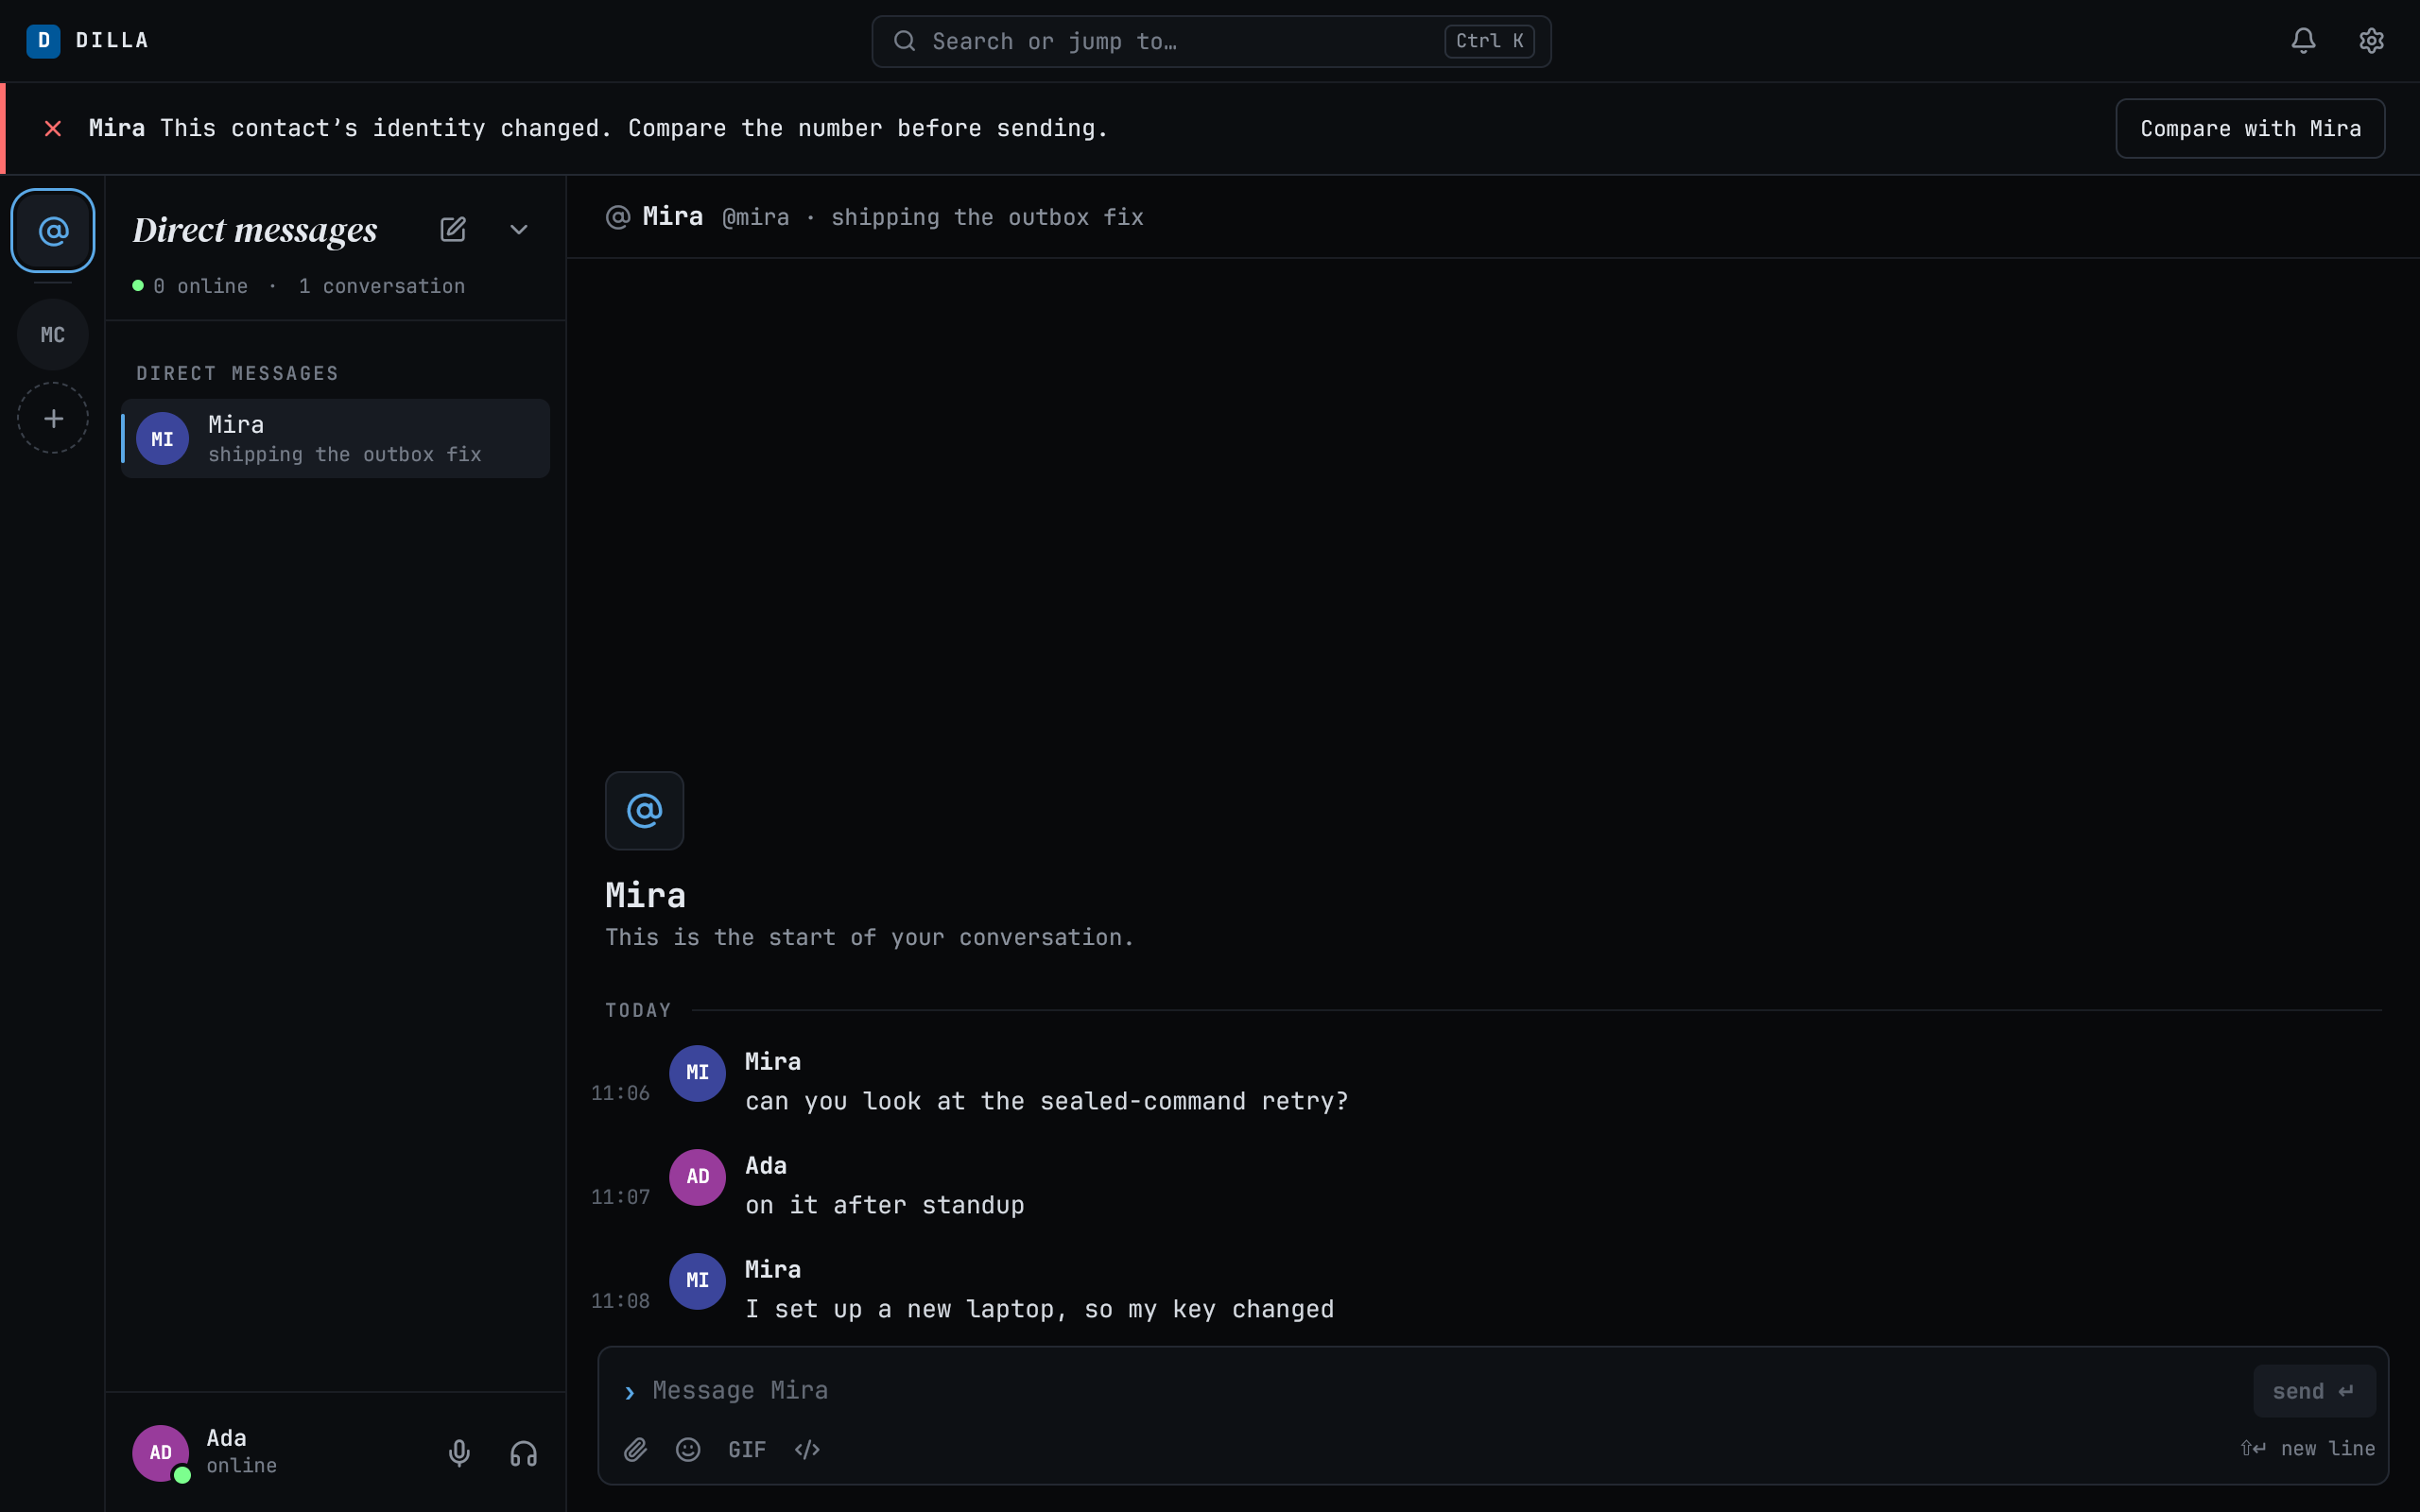 D DILLA
Search or jump to…
Ctrl K
Mira This contact’s identity changed. Compare the number before sending.
Compare with Mira
Direct messages
0 online · 1 conversation
MC
DIRECT MESSAGES
MI
Mira
shipping the outbox fix
AD
Ada
online
@ Mira @mira · shipping the outbox fix
@
Mira
This is the start of your conversation.
TODAY
11:06
MI
Mira
can you look at the sealed-command retry?
11:07
AD
Ada
on it after standup
11:08
MI
Mira
I set up a new laptop, so my key changed
› Message Mira
send ↵
GIF
⇧↵ new line